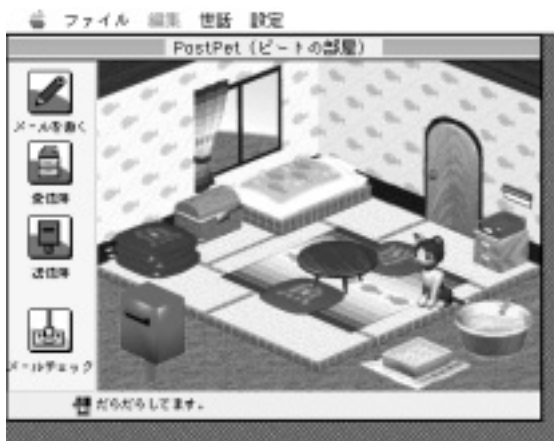 ファイル 編集 世話 設定
PostPet（ピートの部屋）
メールを書く
受信簿
送信簿
メールチェック
だらだらしてます。